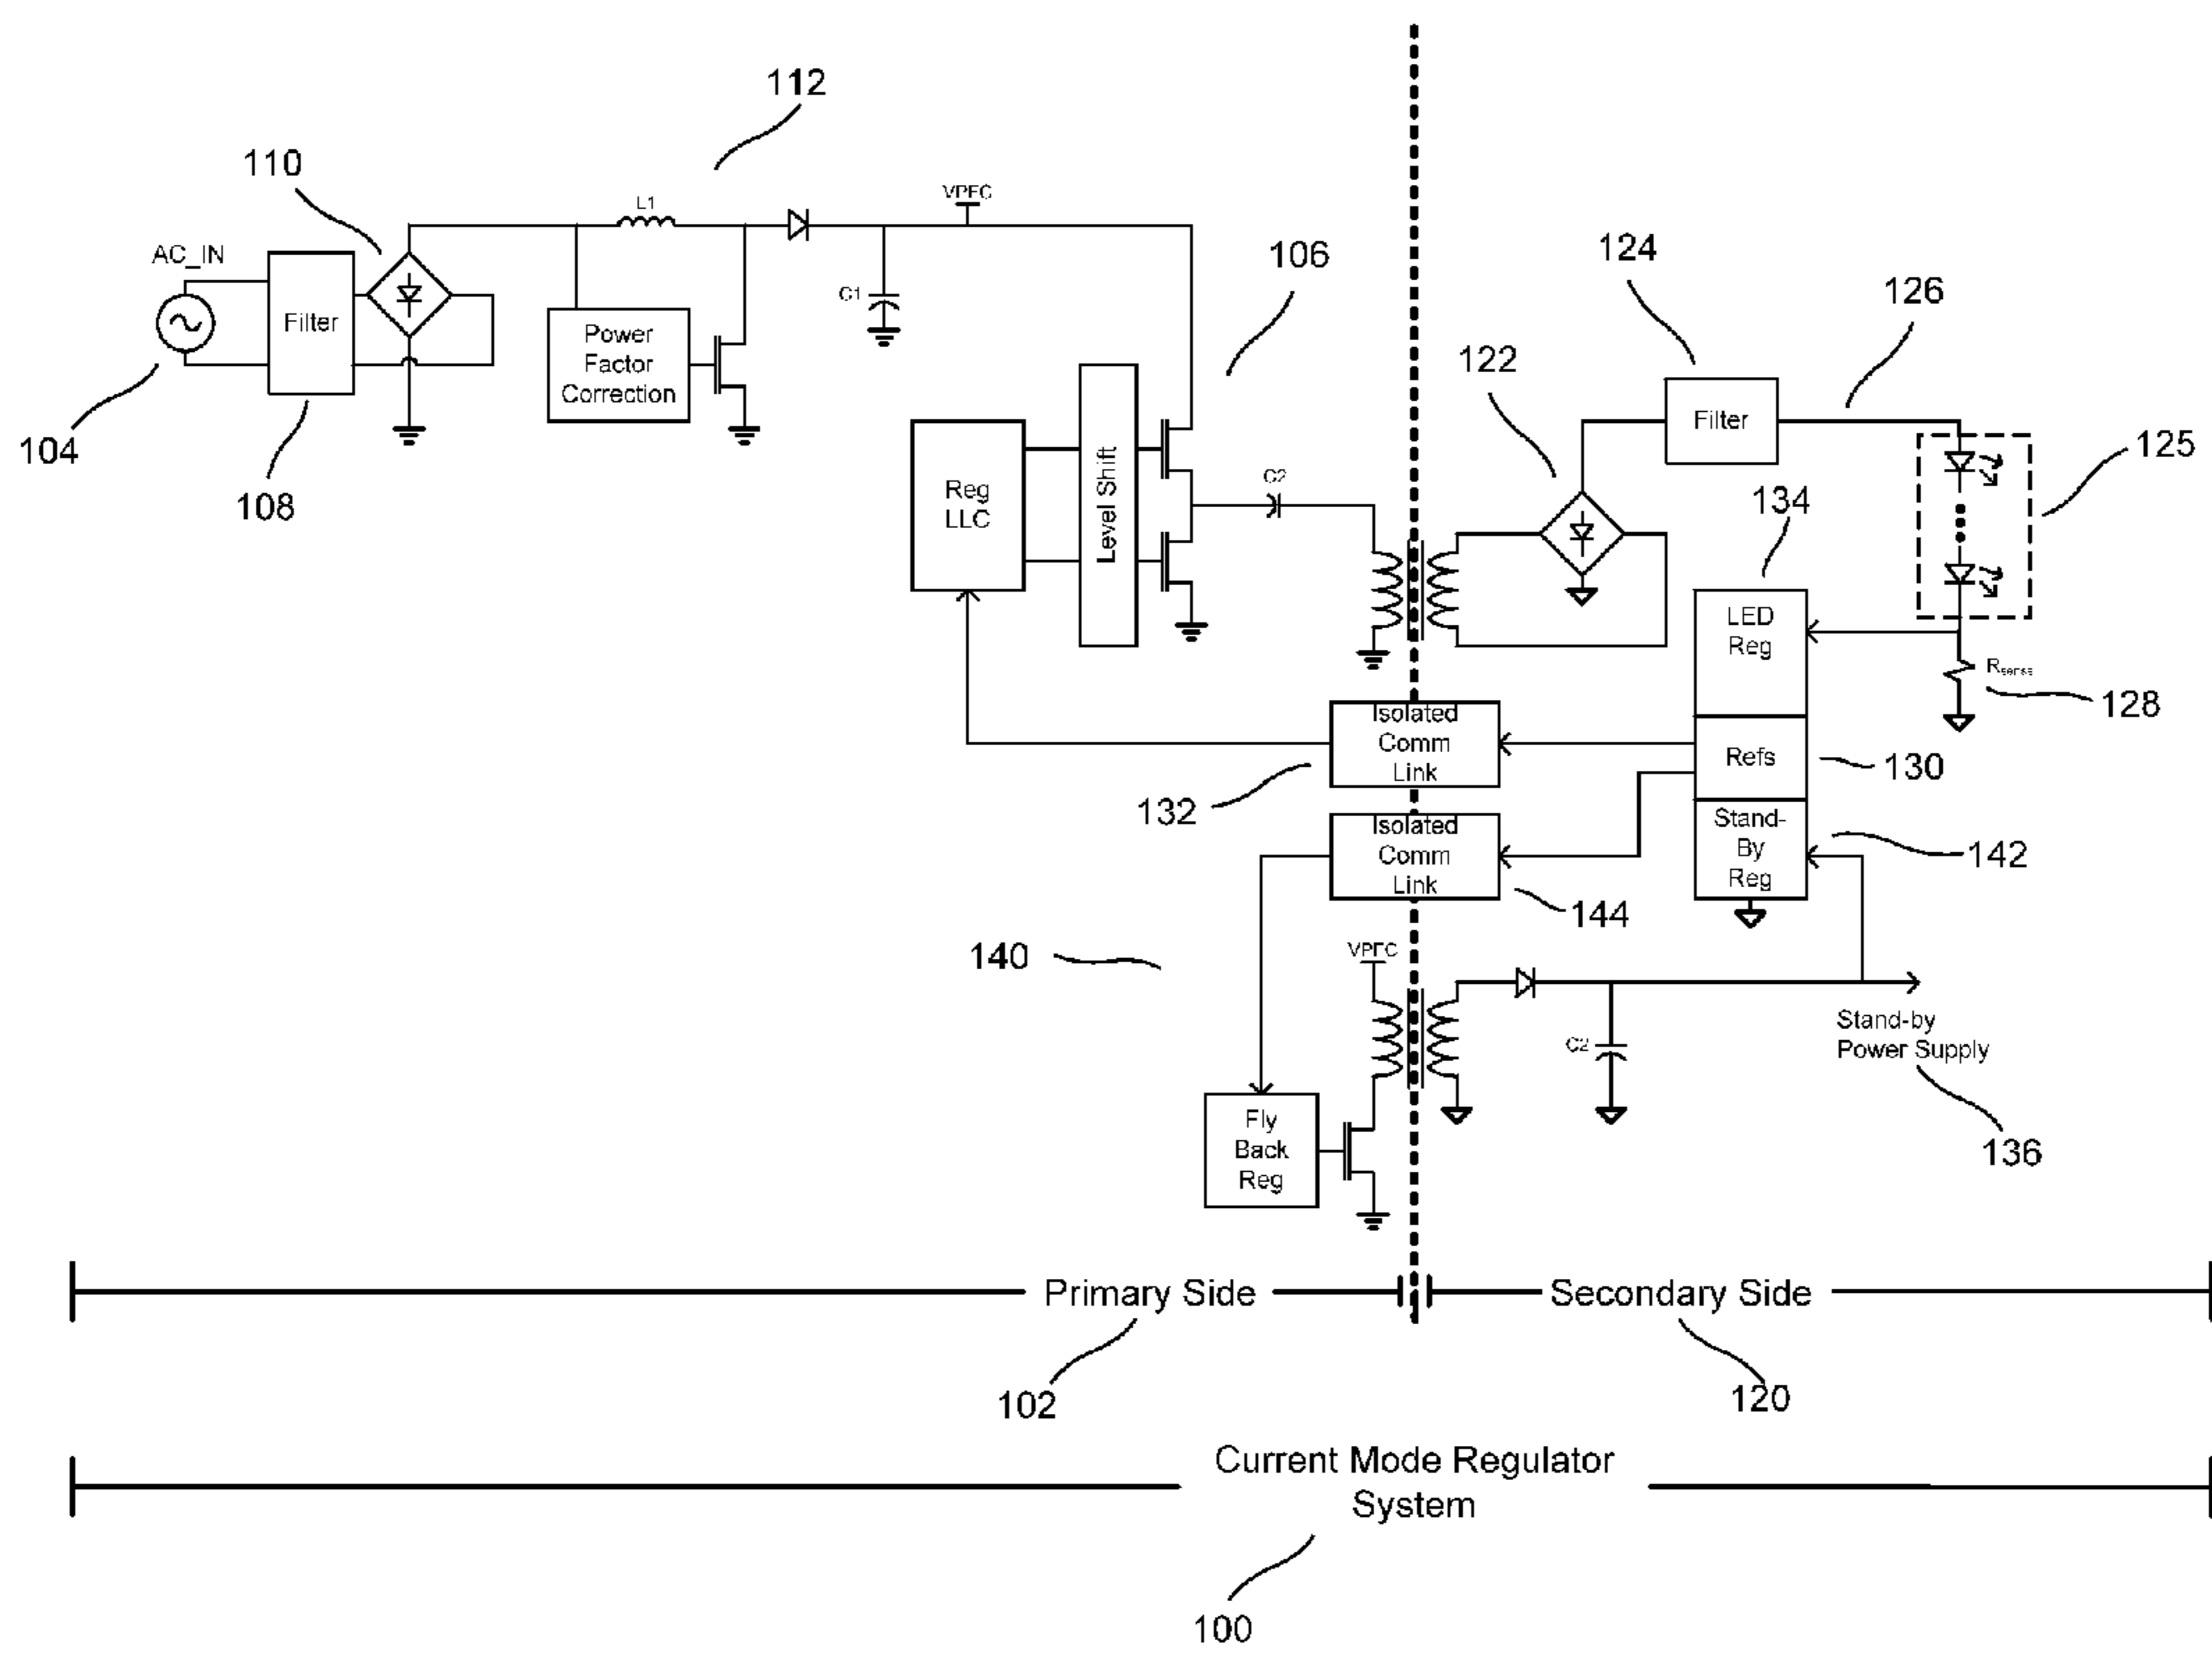 112
110
L1
VPFC
AC_IN
106
124
126
C1
Filter
Power
Factor
Correction
122
Filter
125
104
108
Reg
LLC
Level Shift
C2
134
LED
Reg
Rsense
128
Isolated
Comm
Link
Refs
130
132
Isolated
Comm
Link
Stand-
By
Reg
142
144
140
VPFC
Stand-by
Power Supply
C2
136
Fly
Back
Reg
Primary Side
Secondary Side
102
120
Current Mode Regulator
System
100